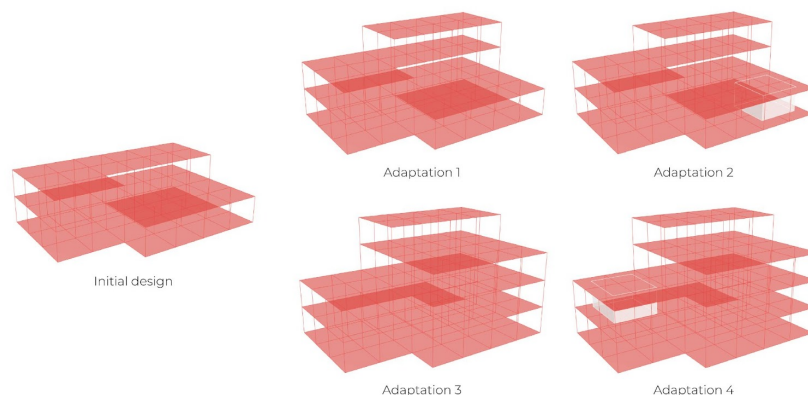 Adaptation 1
Adaptation 2
Initial design
Adaptation 3
Adaptation 4